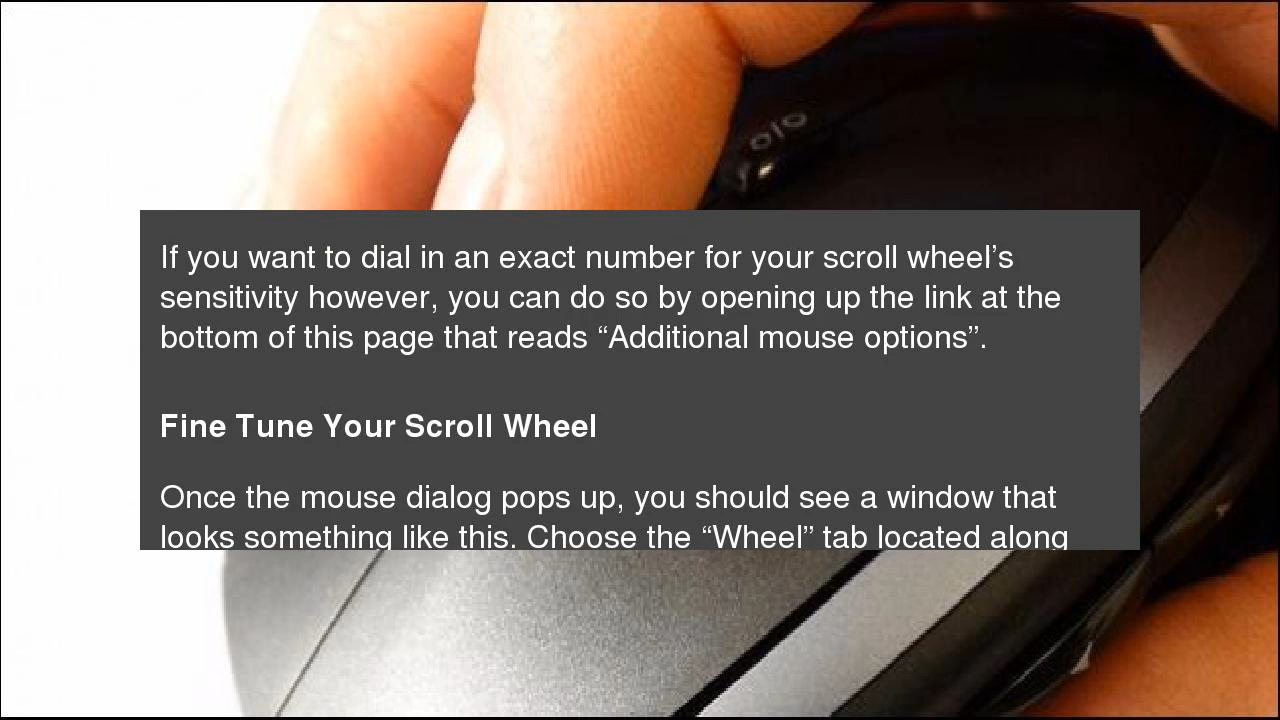 If you want to dial in an exact number for your scroll wheel’s
sensitivity however, you can do so by opening up the link at the
bottom of this page that reads “Additional mouse options”.
Fine Tune Your Scroll Wheel
Once the mouse dialog pops up, you should see a window that
looks something like this. Choose the “Wheel” tab located along